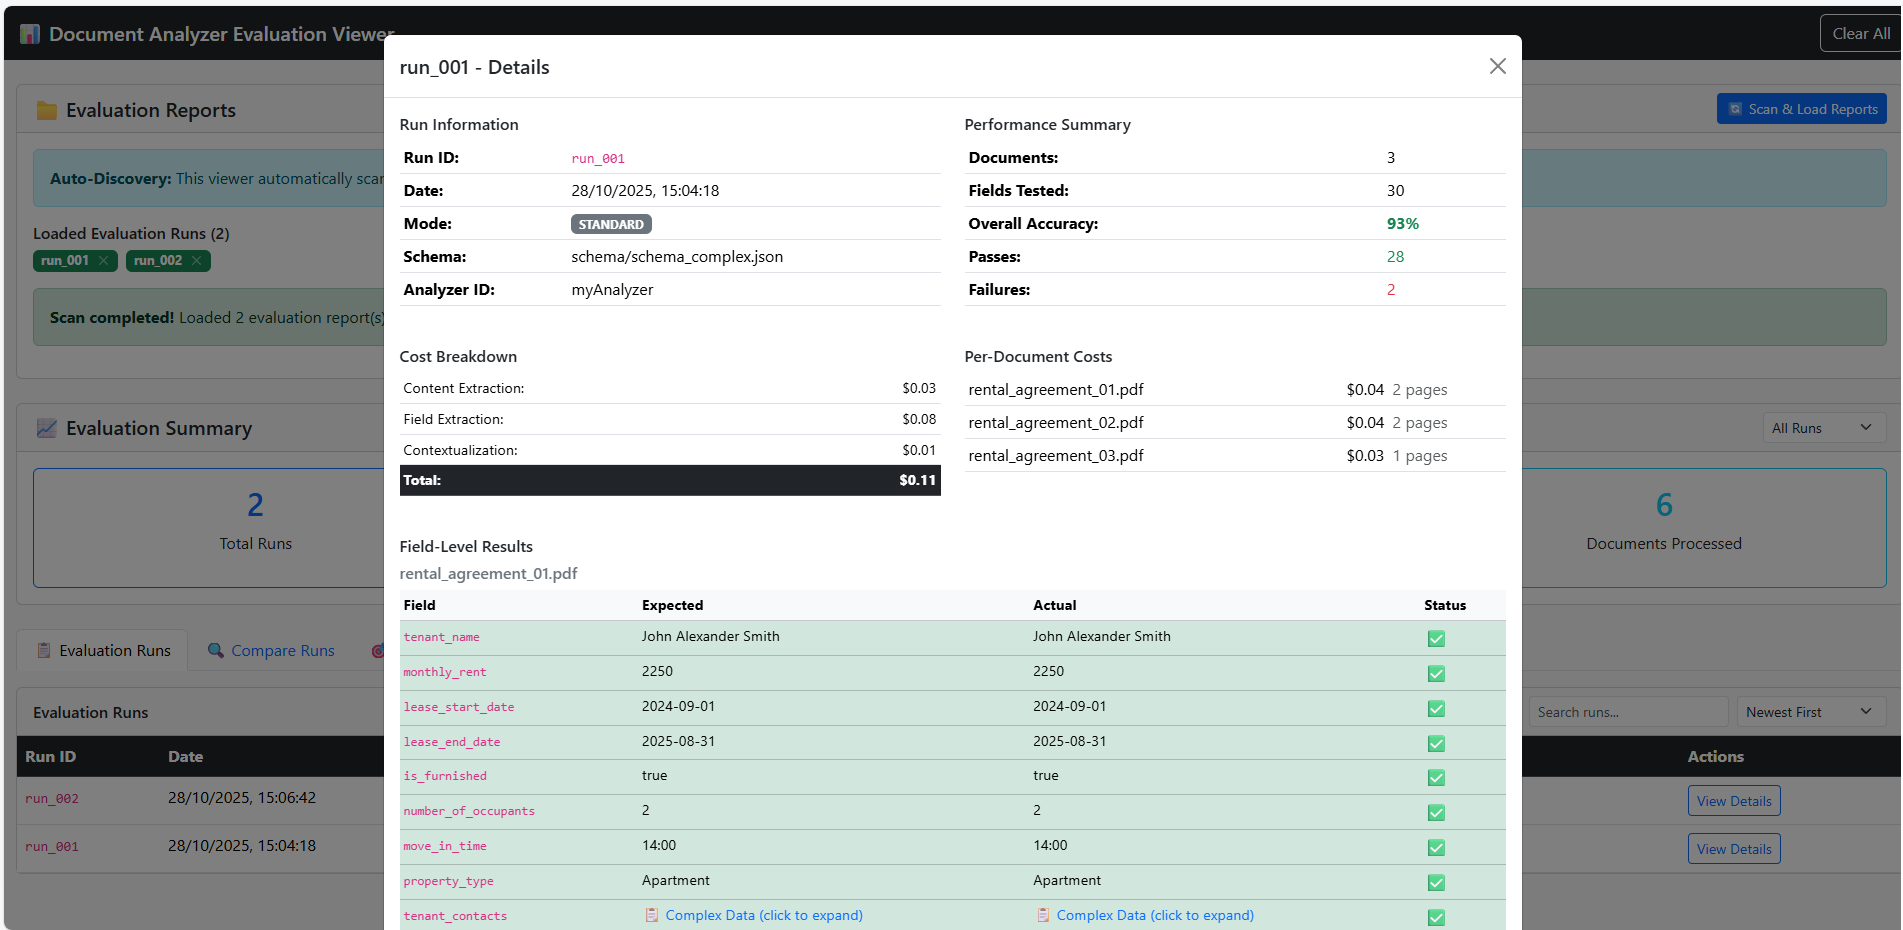 Document Analyzer Evaluation Viewer
Clear All
run_001 - Details
Evaluation Reports
Scan & Load Reports
Auto-Discovery: This viewer automatically scan
Loaded Evaluation Runs (2)
run_001 ×
run_002 ×
Scan completed! Loaded 2 evaluation report(s)
Run Information
Run ID: run_001
Date: 28/10/2025, 15:04:18
Mode: STANDARD
Schema: schema/schema_complex.json
Analyzer ID: myAnalyzer
Performance Summary
Documents: 3
Fields Tested: 30
Overall Accuracy: 93%
Passes: 28
Failures: 2
Cost Breakdown
Content Extraction: $0.03
Field Extraction: $0.08
Contextualization: $0.01
Total: $0.11
Per-Document Costs
rental_agreement_01.pdf $0.04 2 pages
rental_agreement_02.pdf $0.04 2 pages
rental_agreement_03.pdf $0.03 1 pages
Evaluation Summary
All Runs
2
Total Runs
6
Documents Processed
Field-Level Results
rental_agreement_01.pdf
Field Expected Actual Status
tenant_name John Alexander Smith John Alexander Smith
monthly_rent 2250 2250
lease_start_date 2024-09-01 2024-09-01
lease_end_date 2025-08-31 2025-08-31
is_furnished true true
number_of_occupants 2 2
move_in_time 14:00 14:00
property_type Apartment Apartment
tenant_contacts Complex Data (click to expand) Complex Data (click to expand)
Evaluation Runs
Compare Runs
Evaluation Runs
Search runs...
Newest First
Run ID Date Actions
run_002 28/10/2025, 15:06:42 View Details
run_001 28/10/2025, 15:04:18 View Details